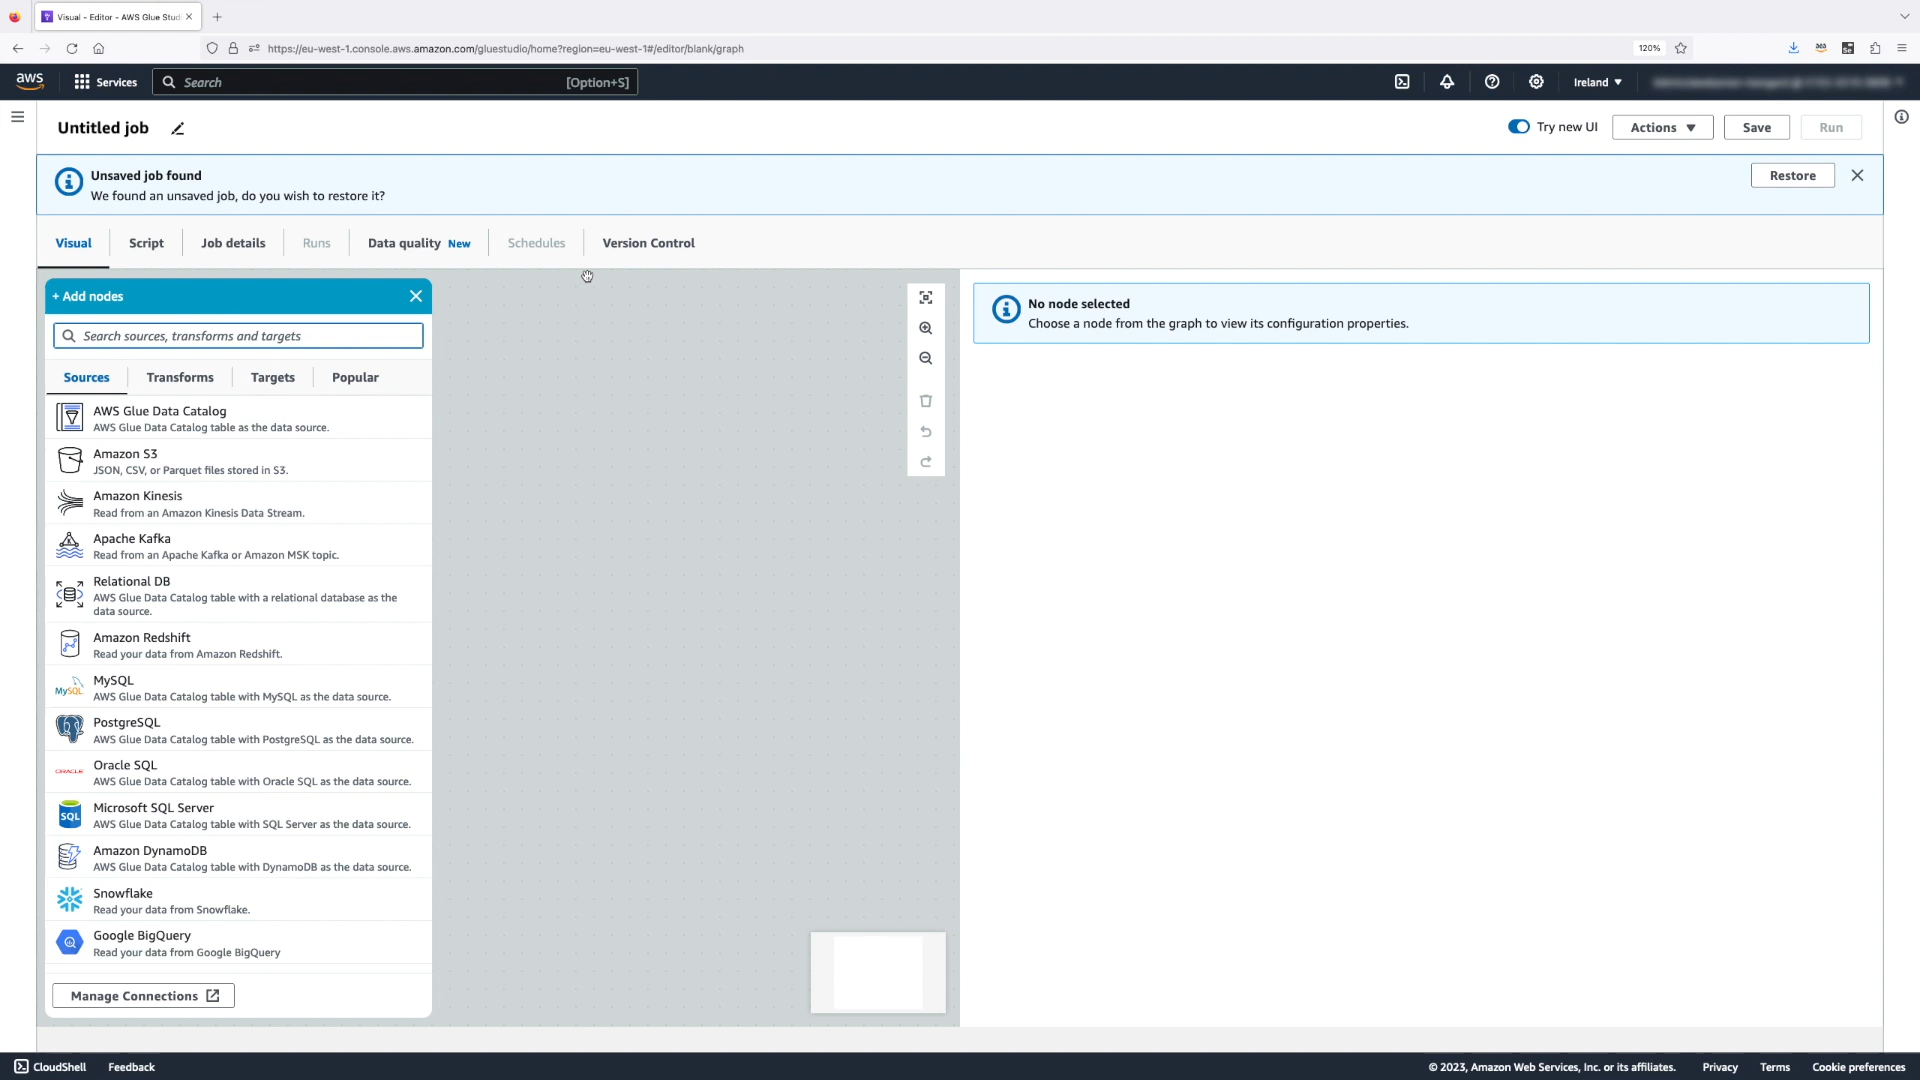 Visual - Editor - AWS Glue Stud
https://eu-west-1.console.aws.amazon.com/gluestudio/home?region=eu-west-1#/editor/blank/graph
120%
aws
Services
Search
[Option+S]
Ireland
Untitled job
Try new UI
Actions
Save
Run
Unsaved job found
We found an unsaved job, do you wish to restore it?
Restore
Visual
Script
Job details
Runs
Data quality New
Schedules
Version Control
+ Add nodes
Search sources, transforms and targets
Sources
Transforms
Targets
Popular
AWS Glue Data Catalog
AWS Glue Data Catalog table as the data source.
Amazon S3
JSON, CSV, or Parquet files stored in S3.
Amazon Kinesis
Read from an Amazon Kinesis Data Stream.
Apache Kafka
Read from an Apache Kafka or Amazon MSK topic.
Relational DB
AWS Glue Data Catalog table with a relational database as the
data source.
Amazon Redshift
Read your data from Amazon Redshift.
MySQL
MySQL
AWS Glue Data Catalog table with MySQL as the data source.
PostgreSQL
AWS Glue Data Catalog table with PostgreSQL as the data source.
ORACLE
Oracle SQL
AWS Glue Data Catalog table with Oracle SQL as the data source.
SQL
Microsoft SQL Server
AWS Glue Data Catalog table with SQL Server as the data source.
Amazon DynamoDB
AWS Glue Data Catalog table with DynamoDB as the data source.
Snowflake
Read your data from Snowflake.
Google BigQuery
Read your data from Google BigQuery
Manage Connections
No node selected
Choose a node from the graph to view its configuration properties.
CloudShell
Feedback
© 2023, Amazon Web Services, Inc. or its affiliates.
Privacy
Terms
Cookie preferences